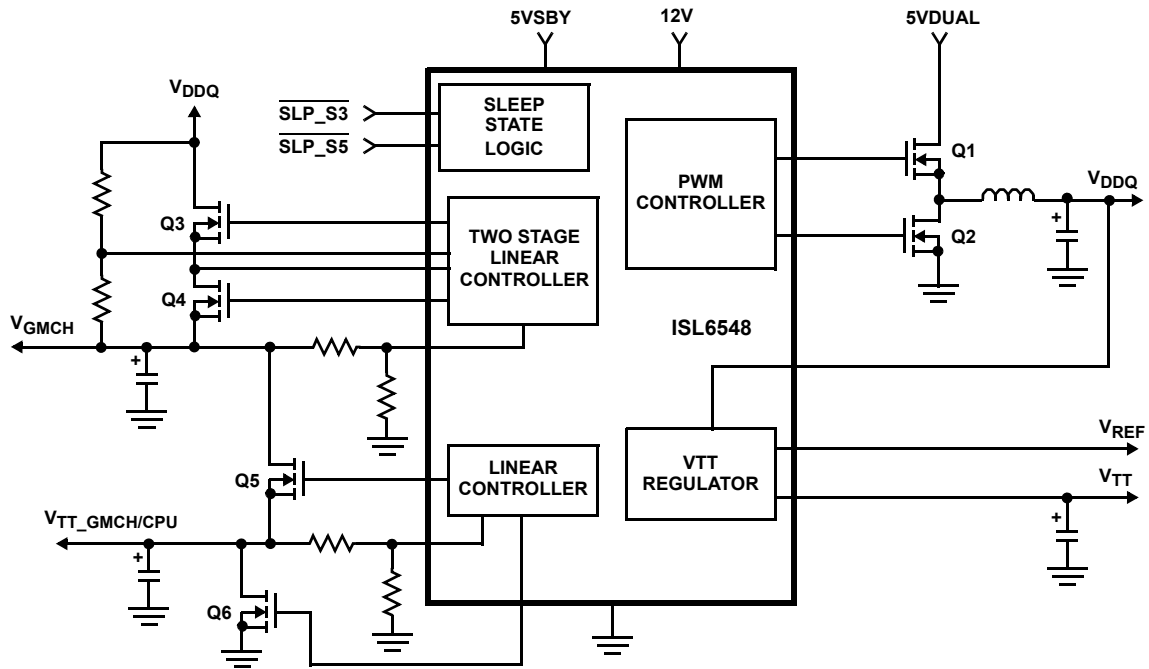 5VSBY
12V
5VDUAL
VDDQ
SLP_S3
SLP_S5
SLEEP
STATE
LOGIC
Q1
PWM
CONTROLLER
VDDQ
+
Q3
TWO STAGE
LINEAR
CONTROLLER
Q2
Q4
VGMCH
ISL6548
+
VREF
Q5
LINEAR
CONTROLLER
VTT
REGULATOR
VTT
VTT_GMCH/CPU
+
+
Q6